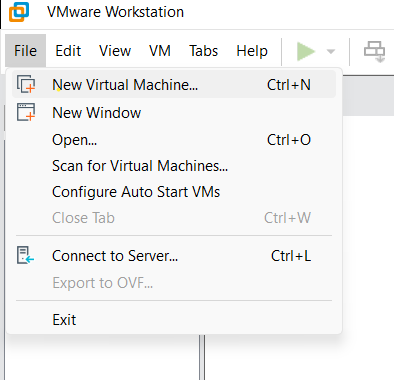 VMware Workstation
File Edit View VM Tabs Help
New Virtual Machine... Ctrl+N
New Window
Open... Ctrl+O
Scan for Virtual Machines...
Configure Auto Start VMs
Close Tab Ctrl+W
Connect to Server... Ctrl+L
Export to OVF...
Exit